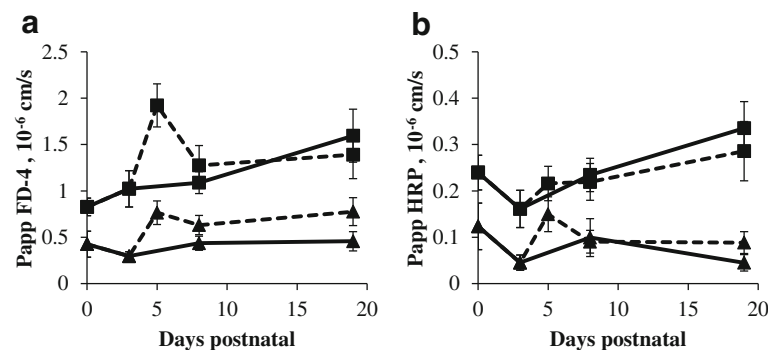 a
Papp FD-4 , 10⁻⁶ cm/s
2.5
2
1.5
1
0.5
0
0 5 10 15 20
Days postnatal
b
Papp HRP, 10⁻⁶ cm/s
0.5
0.4
0.3
0.2
0.1
0
0 5 10 15 20
Days postnatal